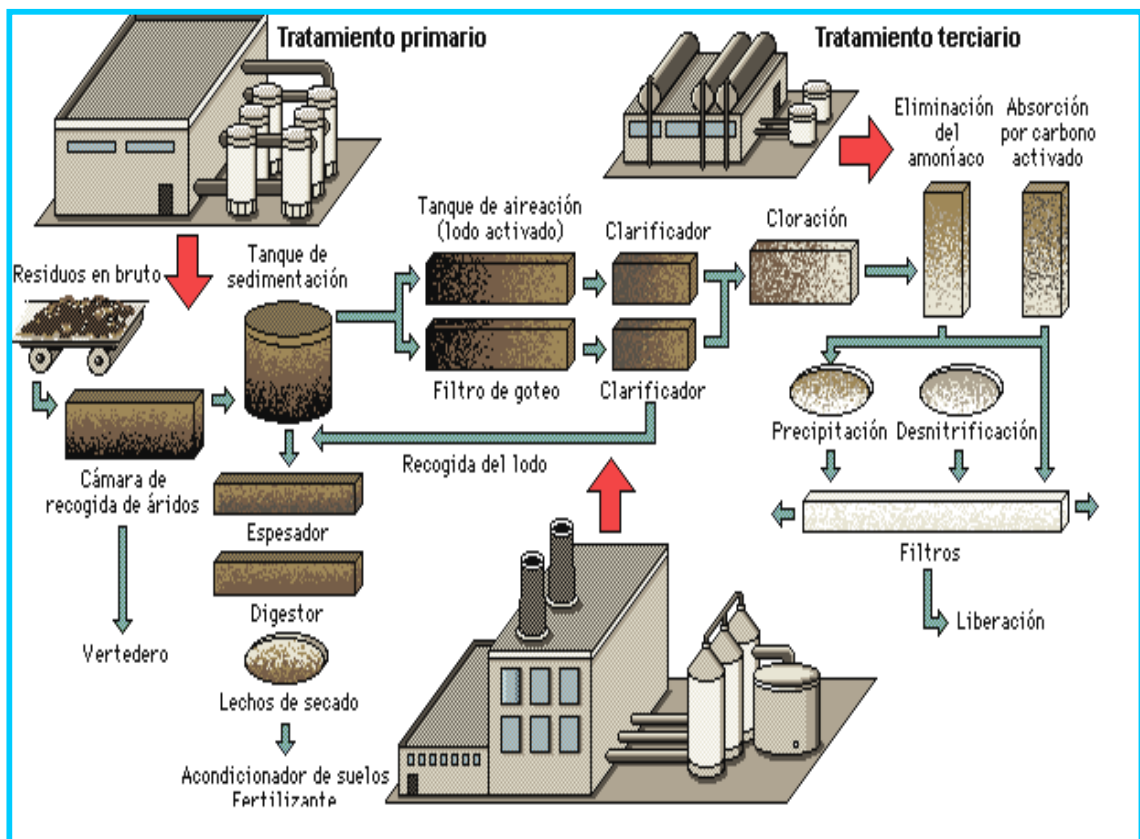 Tratamiento primario
Tratamiento terciario
Eliminación
del
amoníaco
Absorción
por carbono
activado
Residuos en bruto
Tanque de
sedimentación
Tanque de aireación
(lodo activado)
Clarificador
Cloración
Filtro de goteo
Clarificador
Precipitación
Desnitrificación
Cámara de
recogida de áridos
Recogida del lodo
Espesador
Filtros
Digestor
Vertedero
Liberación
Lechos de secado
Acondicionador de suelos
Fertilizante